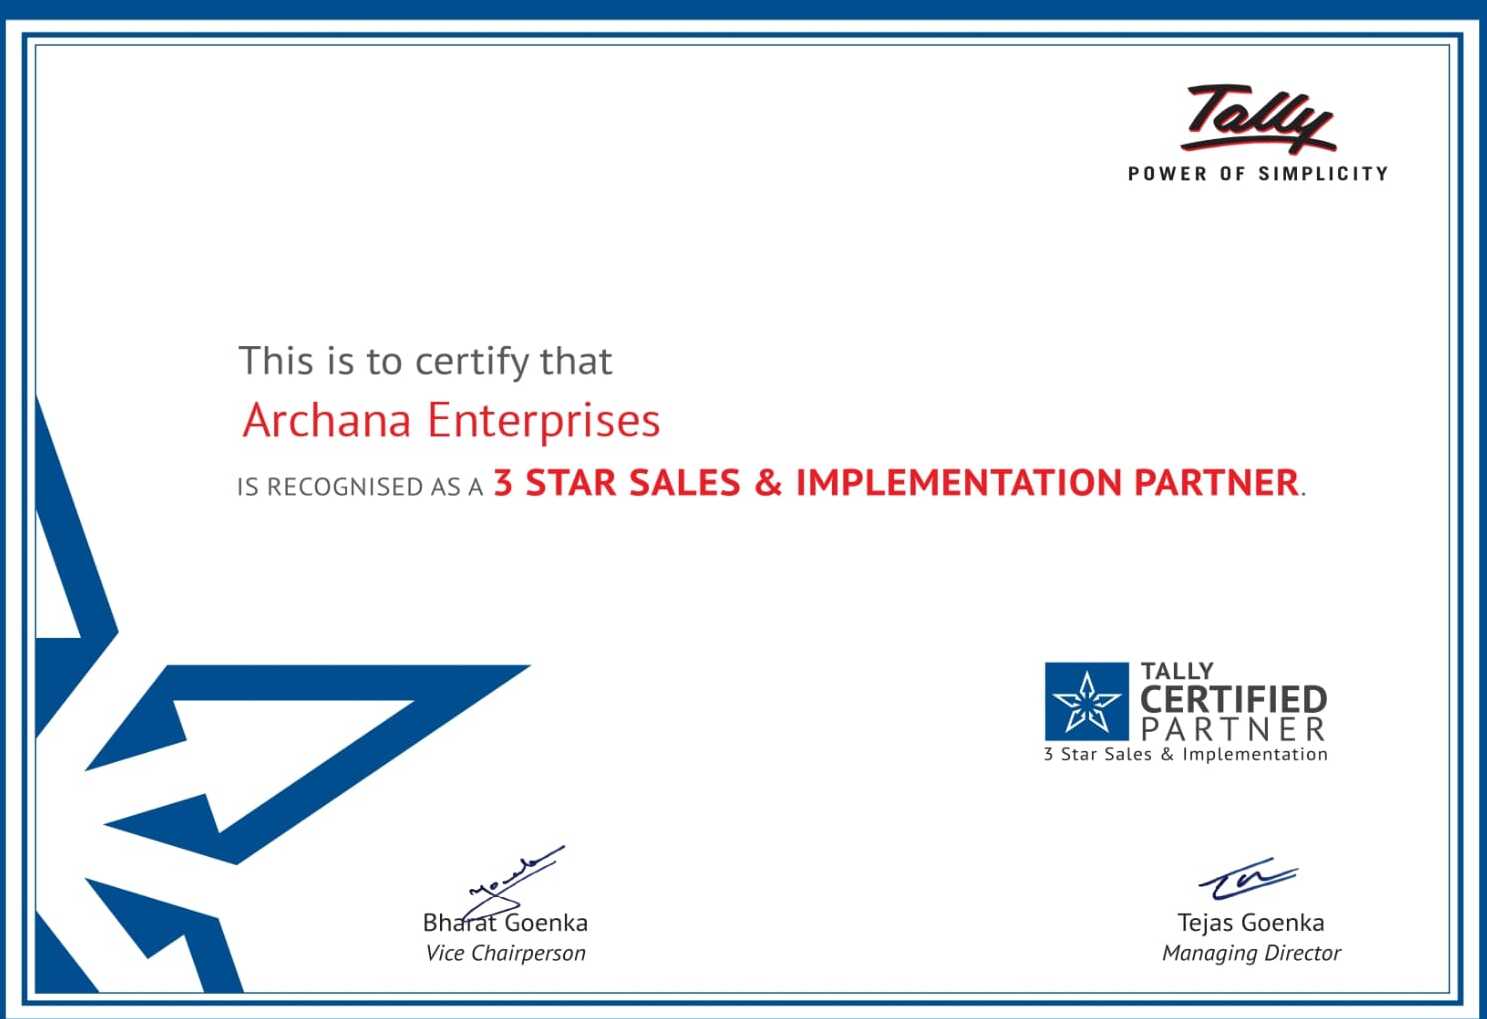 Tally
POWER OF SIMPLICITY
This is to certify that
Archana Enterprises
IS RECOGNISED AS A 3 STAR SALES & IMPLEMENTATION PARTNER.
TALLY
CERTIFIED
PARTNER
3 Star Sales & Implementation
Bharat Goenka
Vice Chairperson
Tejas Goenka
Managing Director